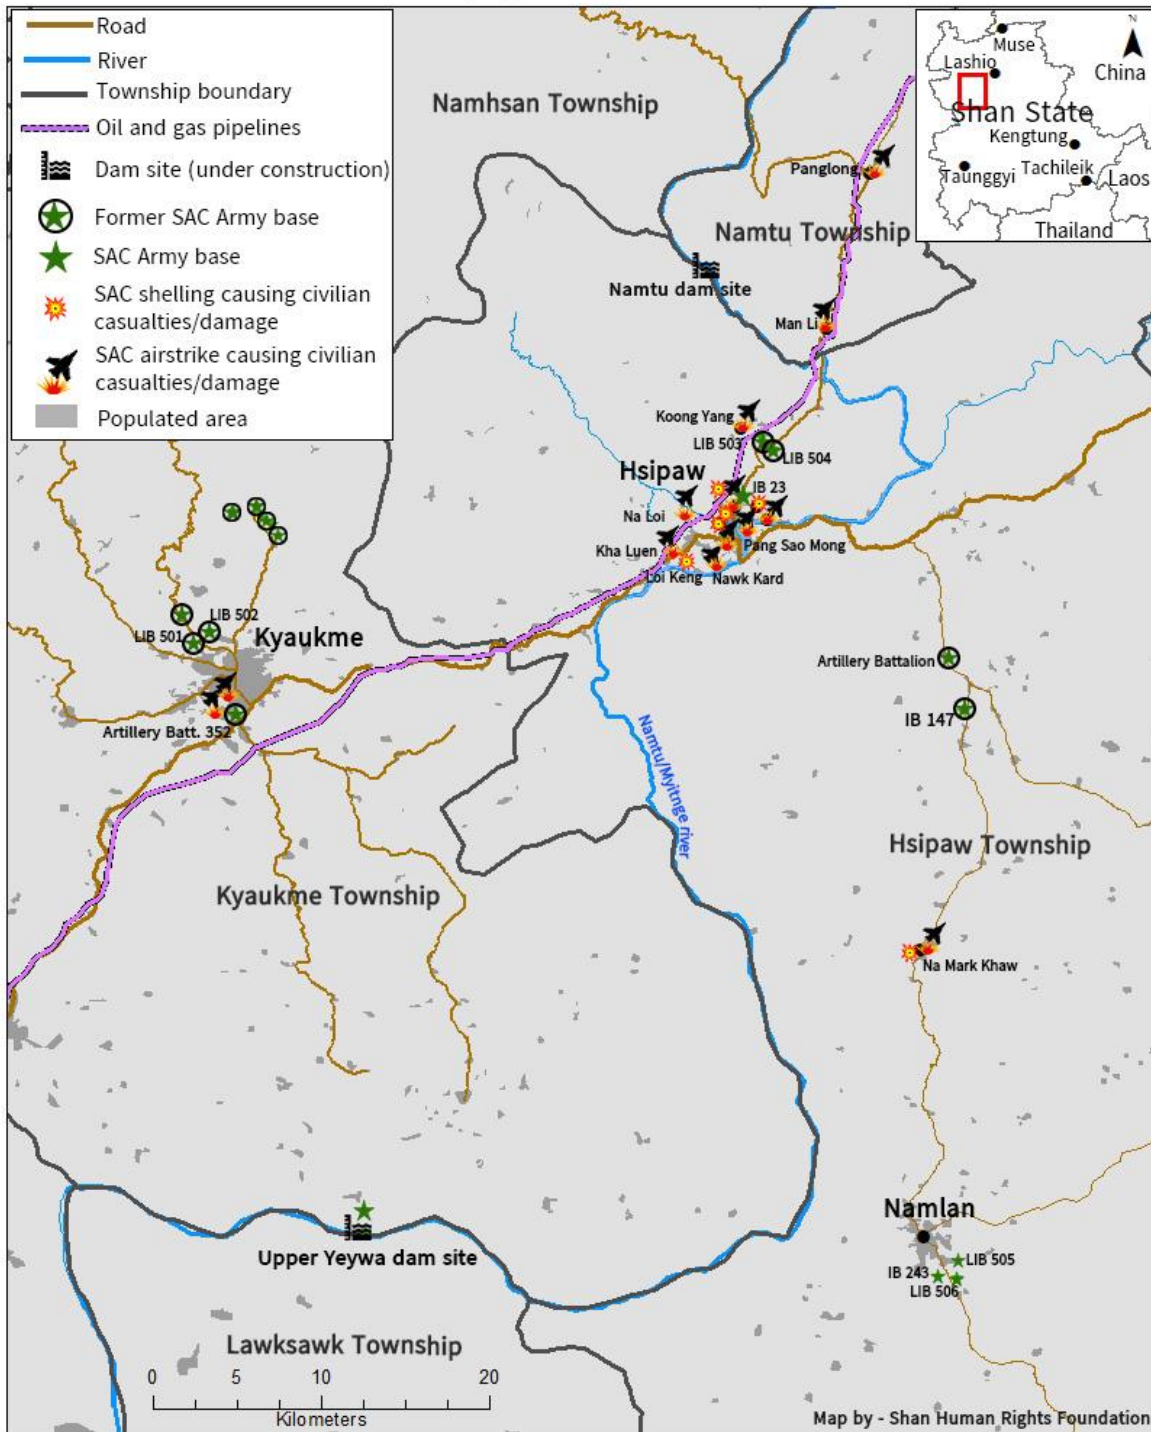 Road
River
Township boundary
Oil and gas pipelines
Dam site (under construction)
Former SAC Army base
SAC Army base
SAC shelling causing civilian
casualties/damage
SAC airstrike causing civilian
casualties/damage
Populated area
N
Muse
Lashio
China
Shan State
Kengtung
Taunggyi
Tachileik
Laos
Thailand
Namhsan Township
Panglong
Namtu Township
Namtu dam site
Man Li
Koong Yang
LIB 503
LIB 504
Hsipaw
IB 23
Na Loi
Kha Luen
Pang Sao Mong
Loi Keng
Nawk Kard
LIB 502
LIB 501
Kyaukme
Artillery Battalion
IB 147
Artillery Batt. 352
Namtu/Myitnge river
Hsipaw Township
Kyaukme Township
Na Mark Khaw
Namlan
Upper Yeywa dam site
LIB 505
IB 243
LIB 506
Lawksawk Township
0 5 10 20
Kilometers
Map by - Shan Human Rights Foundation